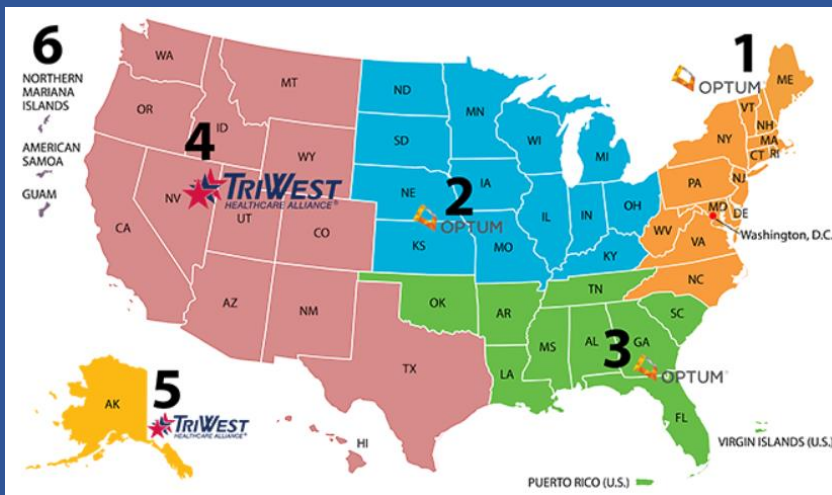 6
NORTHERN
MARIANA
ISLANDS
AMERICAN
SAMOA
GUAM
1
OPTUM
WA
MT
OR
ID
4
WY
NV
TRIWEST
HEALTHCARE ALLIANCE®
UT
CO
CA
AZ
NM
TX
HI
ND
MN
SD
WI
MI
NE
2
IA
OPTUM
KS
MO
IL
IN
OH
KY
ME
VT
NH
NY
MA
CT
RI
PA
NJ
MD
DE
WV
VA
Washington, D.C.
NC
OK
AR
TN
SC
MS
AL
GA
3
OPTUM
LA
FL
AK
5
TRIWEST
HEALTHCARE ALLIANCE®
VIRGIN ISLANDS (U.S.)
PUERTO RICO (U.S.)